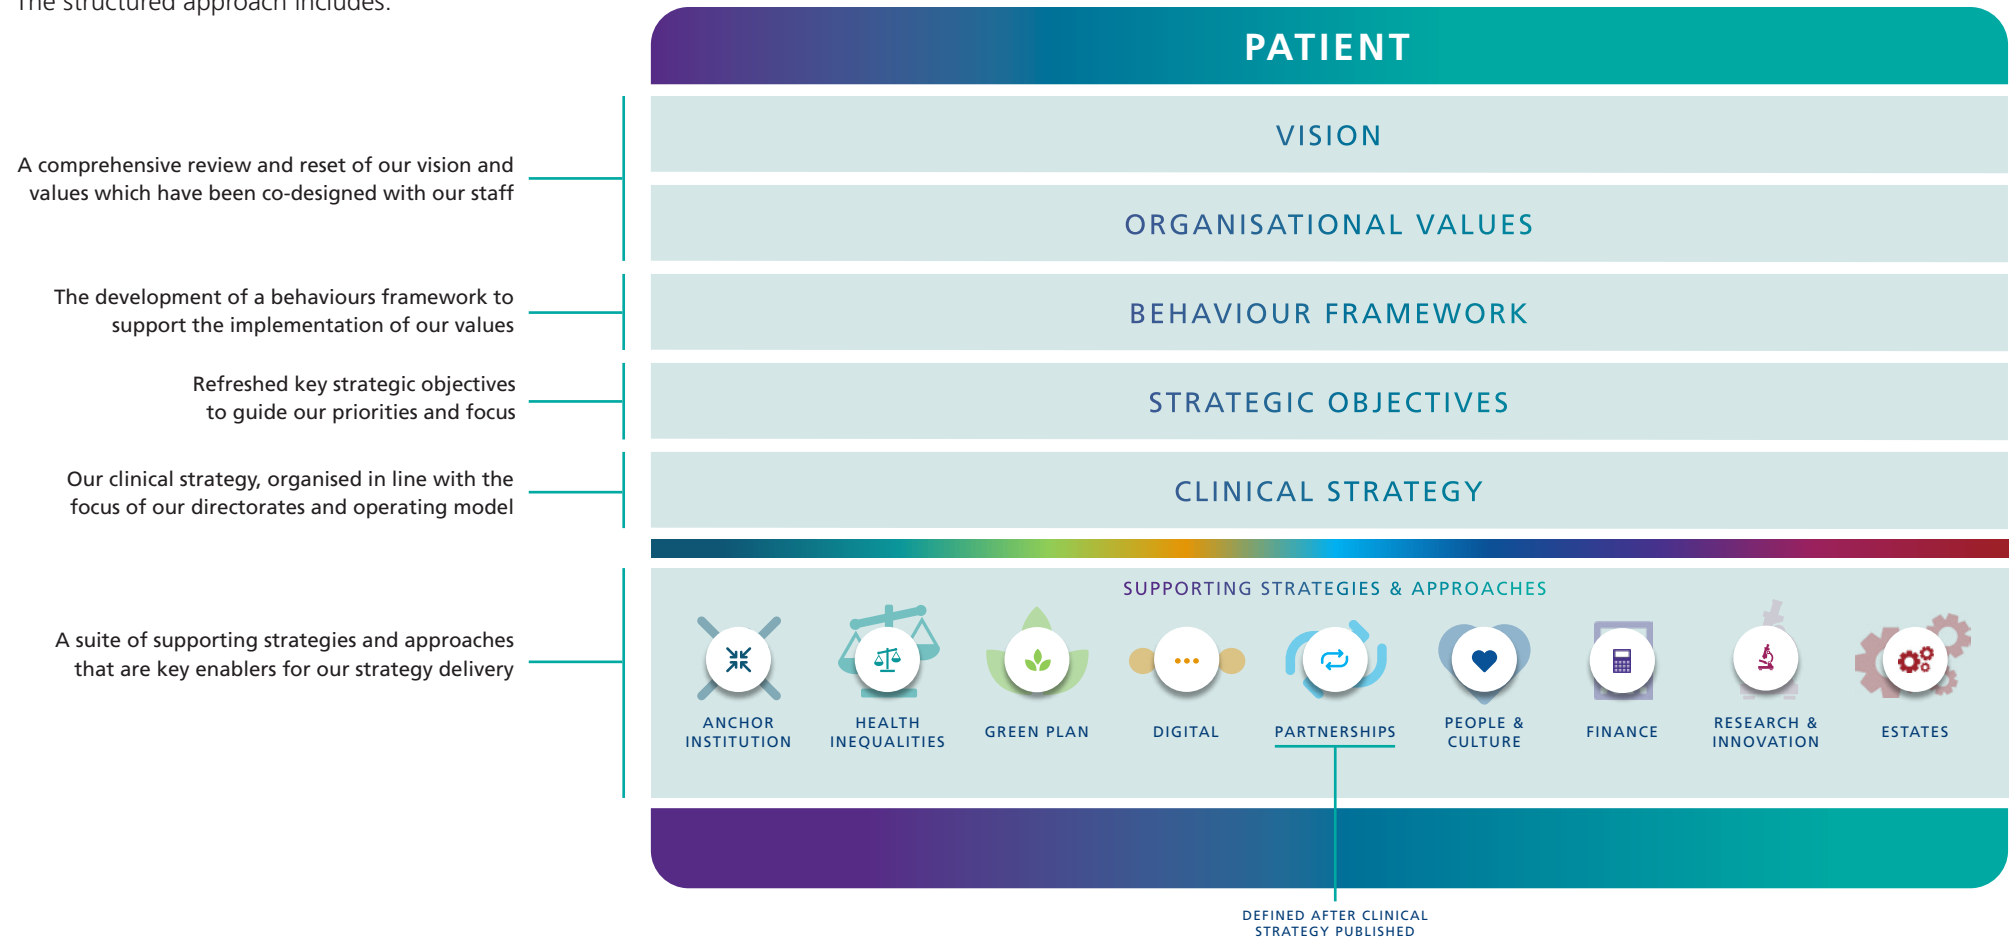 The structured approach includes:
PATIENT
A comprehensive review and reset of our vision and
values which have been co-designed with our staff
VISION
ORGANISATIONAL VALUES
The development of a behaviours framework to
support the implementation of our values
BEHAVIOUR FRAMEWORK
Refreshed key strategic objectives
to guide our priorities and focus
STRATEGIC OBJECTIVES
Our clinical strategy, organised in line with the
focus of our directorates and operating model
CLINICAL STRATEGY
A suite of supporting strategies and approaches
that are key enablers for our strategy delivery
SUPPORTING STRATEGIES & APPROACHES
ANCHOR
INSTITUTION
HEALTH
INEQUALITIES
GREEN PLAN
DIGITAL
PARTNERSHIPS
PEOPLE &
CULTURE
FINANCE
RESEARCH &
INNOVATION
ESTATES
DEFINED AFTER CLINICAL
STRATEGY PUBLISHED